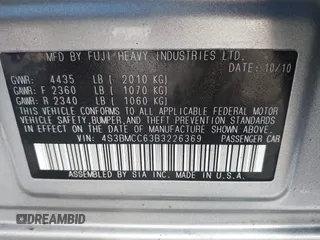 MFD BY FUJI HEAVY INDUSTRIES LTD.
DATE: 10/10
GVWR: 4435 LB ( 2010 KG)
GAWR: F 2360 LB ( 1070 KG)
GAWR: R 2340 LB ( 1060 KG)
THIS VEHICLE CONFORMS TO ALL APPLICABLE FEDERAL MOTOR
VEHICLE SAFETY, BUMPER, AND THEFT PREVENTION STANDARDS
IN EFFECT ON THE DATE OF MANUFACTURE SHOWN ABOVE.
VIN: 4S3BMCC63B3226369 PASSENGER CAR
ASSEMBLED BY SIA INC. MADE IN U.S.A.
DREAMBID